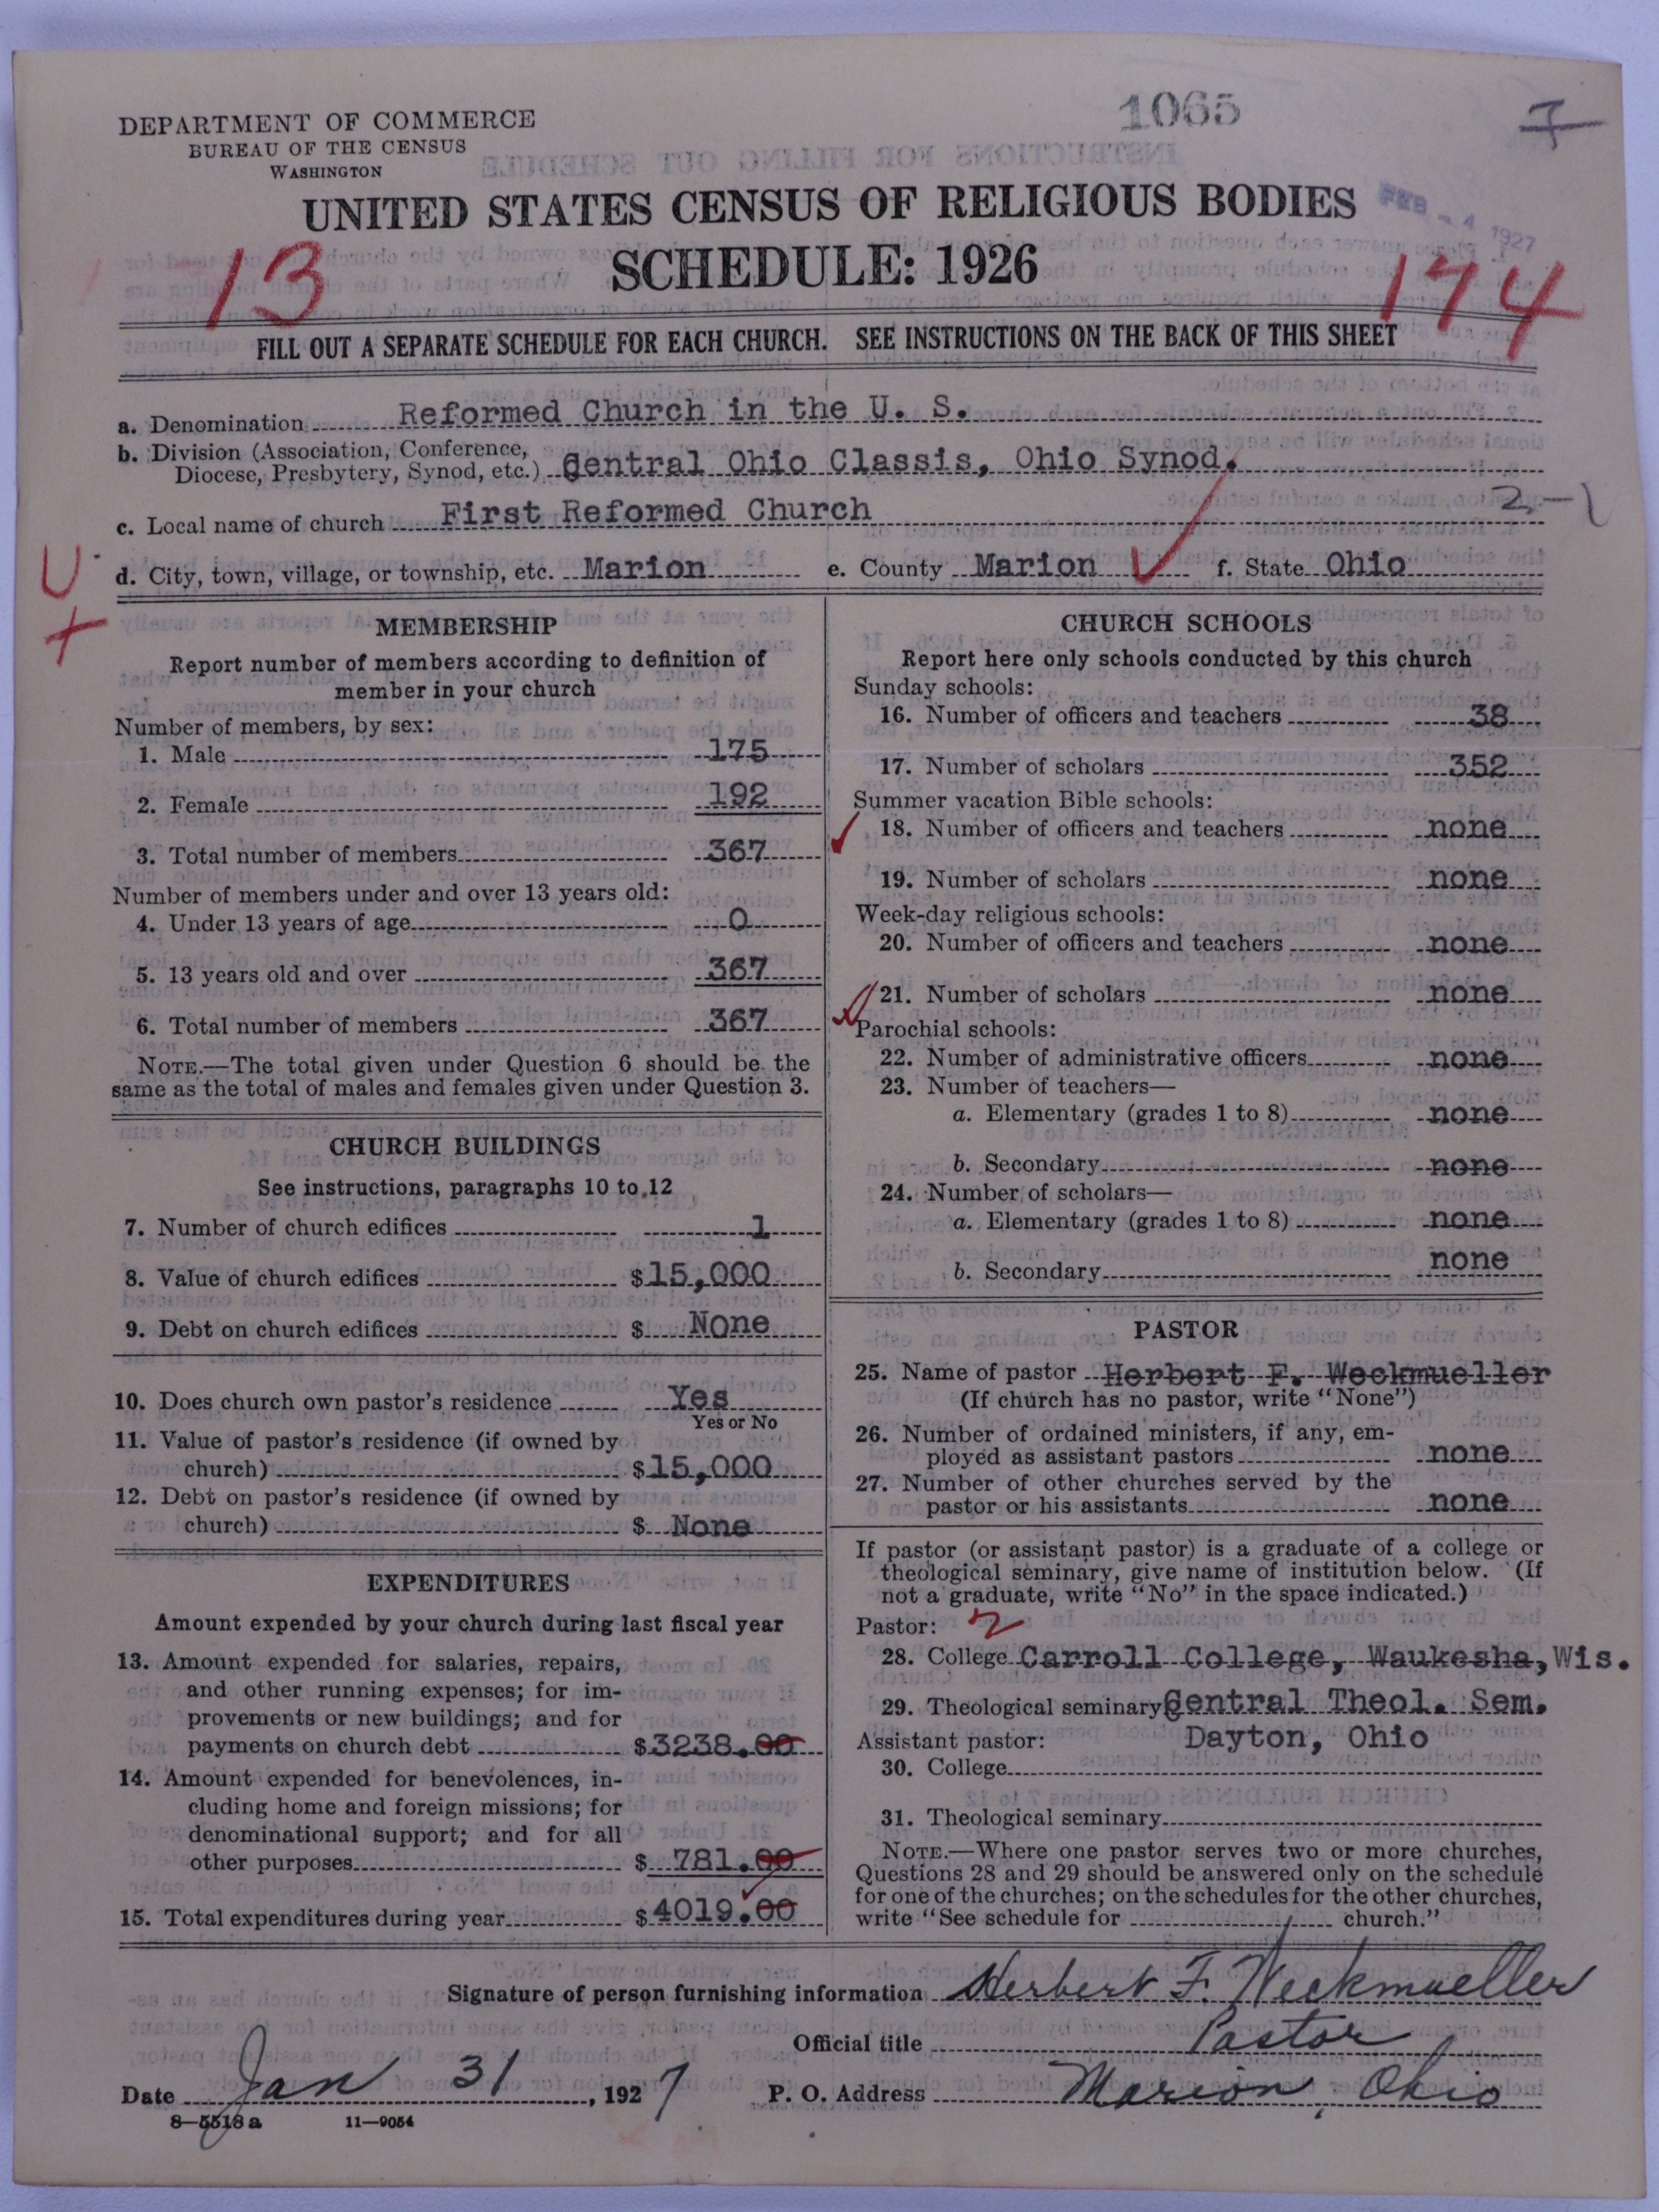 1065
7
DEPARTMENT OF COMMERCE
BUREAU OF THE CENSUS
WASHINGTON
UNITED STATES CENSUS OF RELIGIOUS BODIES
FEB - 4 1927
SCHEDULE: 1926
13
174
FILL OUT A SEPARATE SCHEDULE FOR EACH CHURCH. SEE INSTRUCTIONS ON THE BACK OF THIS SHEET
a. Denomination Reformed Church in the U. S.
b. Division (Association, Conference,
Diocese, Presbytery, Synod, etc.) Central Ohio Classis, Ohio Synod.
c. Local name of church First Reformed Church 2-1
d. City, town, village, or township, etc. Marion e. County Marion f. State Ohio
U
MEMBERSHIP
Report number of members according to definition of
member in your church
Number of members, by sex:
1. Male 175
2. Female 192
3. Total number of members 367
Number of members under and over 13 years old:
4. Under 13 years of age 0
5. 13 years old and over 367
6. Total number of members 367
NOTE.—The total given under Question 6 should be the
same as the total of males and females given under Question 3.
CHURCH BUILDINGS
See instructions, paragraphs 10 to 12
7. Number of church edifices 1
8. Value of church edifices $15,000
9. Debt on church edifices $ None
10. Does church own pastor's residence Yes
Yes or No
11. Value of pastor's residence (if owned by
church) $15,000
12. Debt on pastor's residence (if owned by
church) $ None
EXPENDITURES
Amount expended by your church during last fiscal year
13. Amount expended for salaries, repairs,
and other running expenses; for im-
provements or new buildings; and for
payments on church debt $3238.00
14. Amount expended for benevolences, in-
cluding home and foreign missions; for
denominational support; and for all
other purposes $ 781.00
15. Total expenditures during year $4019.00
CHURCH SCHOOLS
Report here only schools conducted by this church
Sunday schools:
16. Number of officers and teachers 38
17. Number of scholars 352
Summer vacation Bible schools:
18. Number of officers and teachers none
19. Number of scholars none
Week-day religious schools:
20. Number of officers and teachers none
21. Number of scholars none
Parochial schools:
22. Number of administrative officers none
23. Number of teachers—
a. Elementary (grades 1 to 8) none
b. Secondary none
24. Number of scholars—
a. Elementary (grades 1 to 8) none
b. Secondary none
PASTOR
25. Name of pastor Herbert F. Weckmueller
(If church has no pastor, write "None")
26. Number of ordained ministers, if any, em-
ployed as assistant pastors none
27. Number of other churches served by the
pastor or his assistants none
If pastor (or assistant pastor) is a graduate of a college or
theological seminary, give name of institution below. (If
not a graduate, write "No" in the space indicated.)
Pastor: 2
28. College Carroll College, Waukesha, Wis.
29. Theological seminary Central Theol. Sem.
Dayton, Ohio
Assistant pastor:
30. College
31. Theological seminary
NOTE.—Where one pastor serves two or more churches,
Questions 28 and 29 should be answered only on the schedule
for one of the churches; on the schedules for the other churches,
write "See schedule for church."
Signature of person furnishing information Herbert F. Weckmueller
Official title Pastor
Date Jan 31, 1927 P. O. Address Marion, Ohio
8—5518 a 11—9054